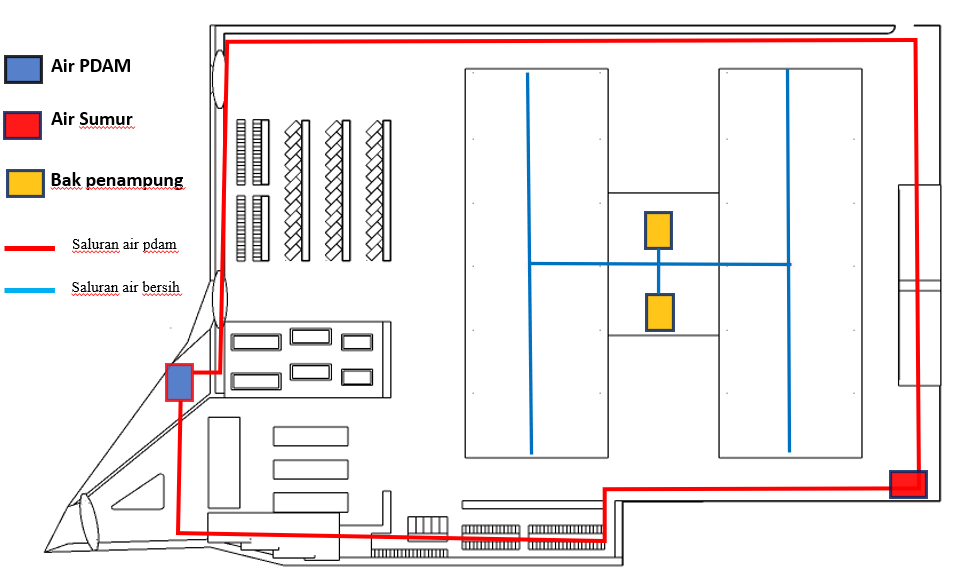 Air PDAM
Air Sumur
Bak penampung
Saluran air pdam
Saluran air bersih